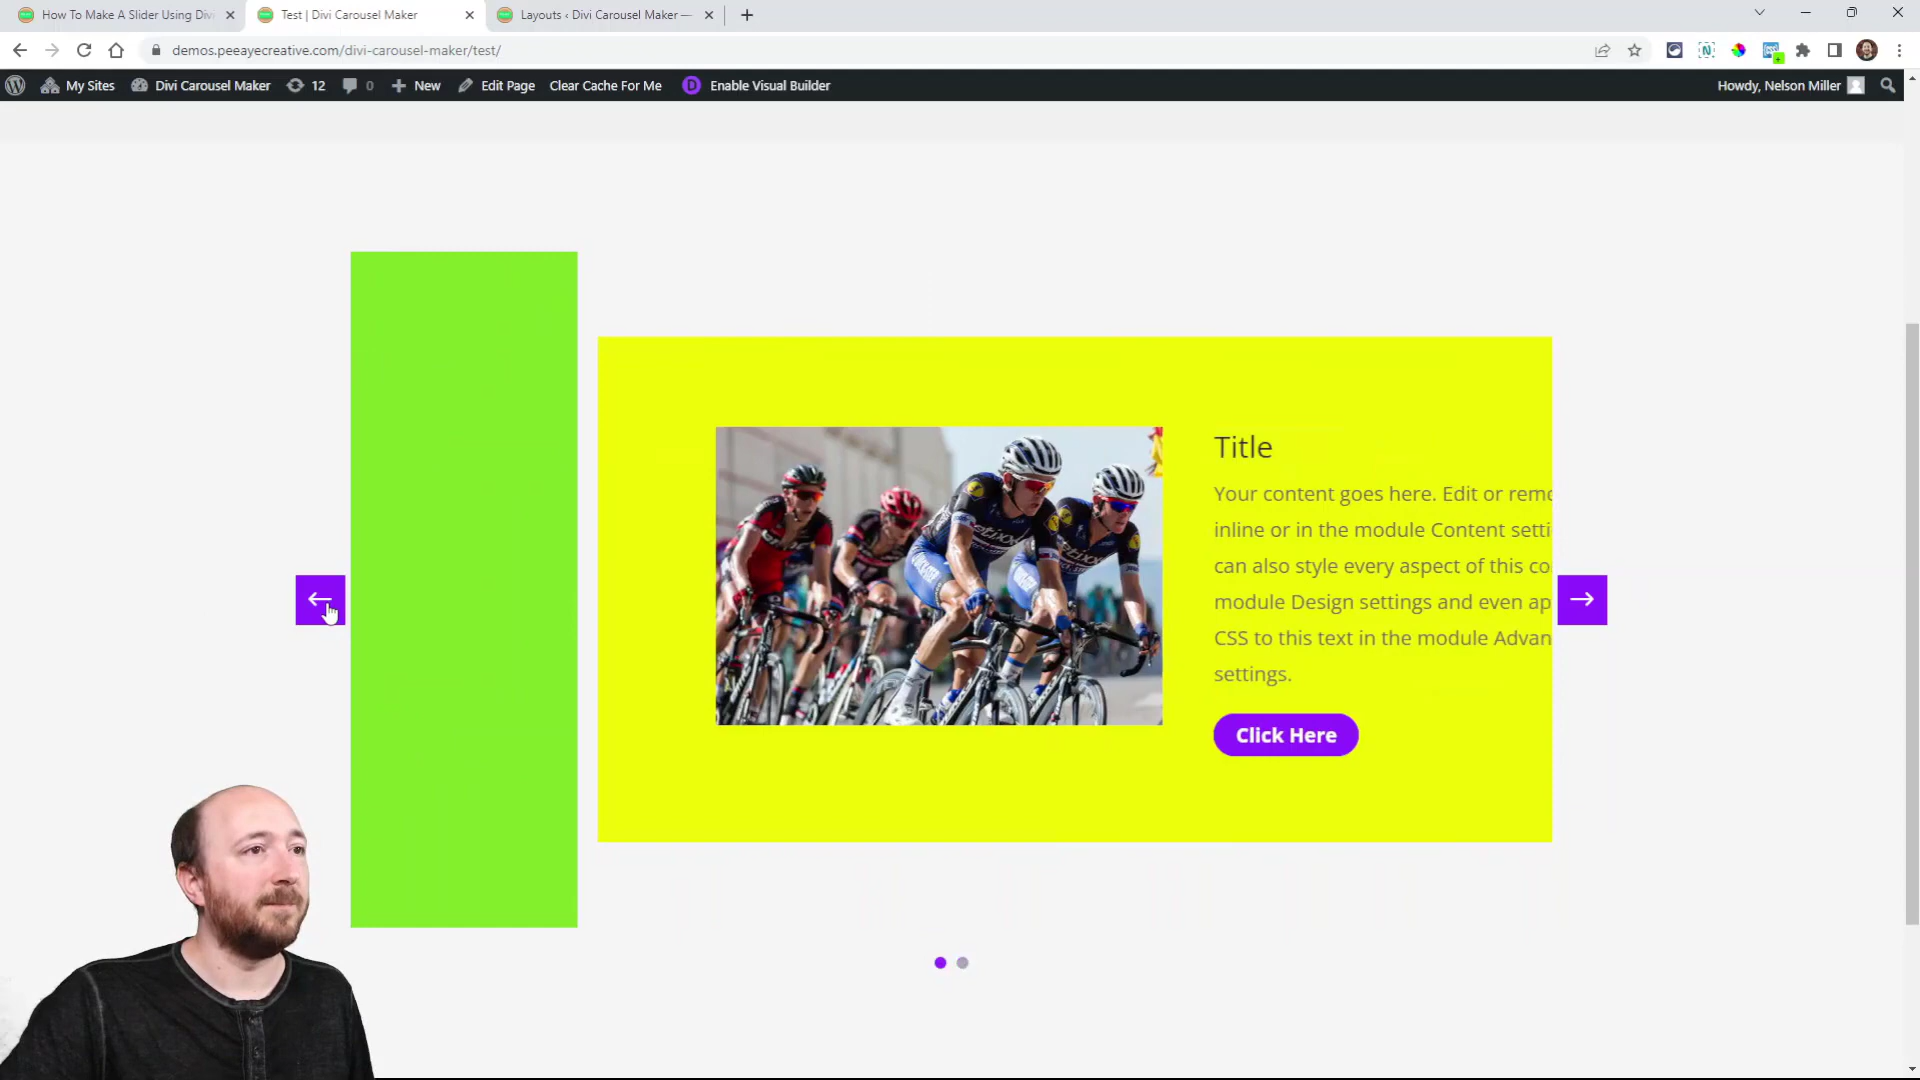 How To Make A Slider Using Div
Test | Divi Carousel Maker
Layouts ‹ Divi Carousel Maker —
demos.peeayecreative.com/divi-carousel-maker/test/
My Sites
Divi Carousel Maker
12
0
New
Edit Page
Clear Cache For Me
D
Enable Visual Builder
Howdy, Nelson Miller
Title
Your content goes here. Edit or remo
inline or in the module Content setti
can also style every aspect of this co
module Design settings and even ap
CSS to this text in the module Advan
settings.
Click Here